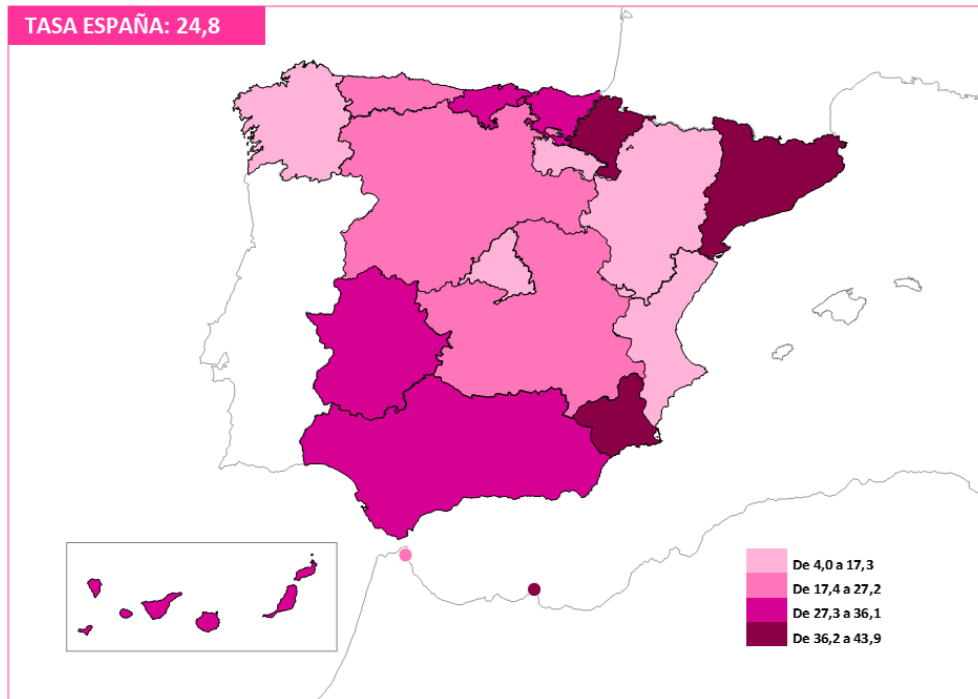 TASA ESPAÑA: 24,8
De 4,0 a 17,3
De 17,4 a 27,2
De 27,3 a 36,1
De 36,2 a 43,9